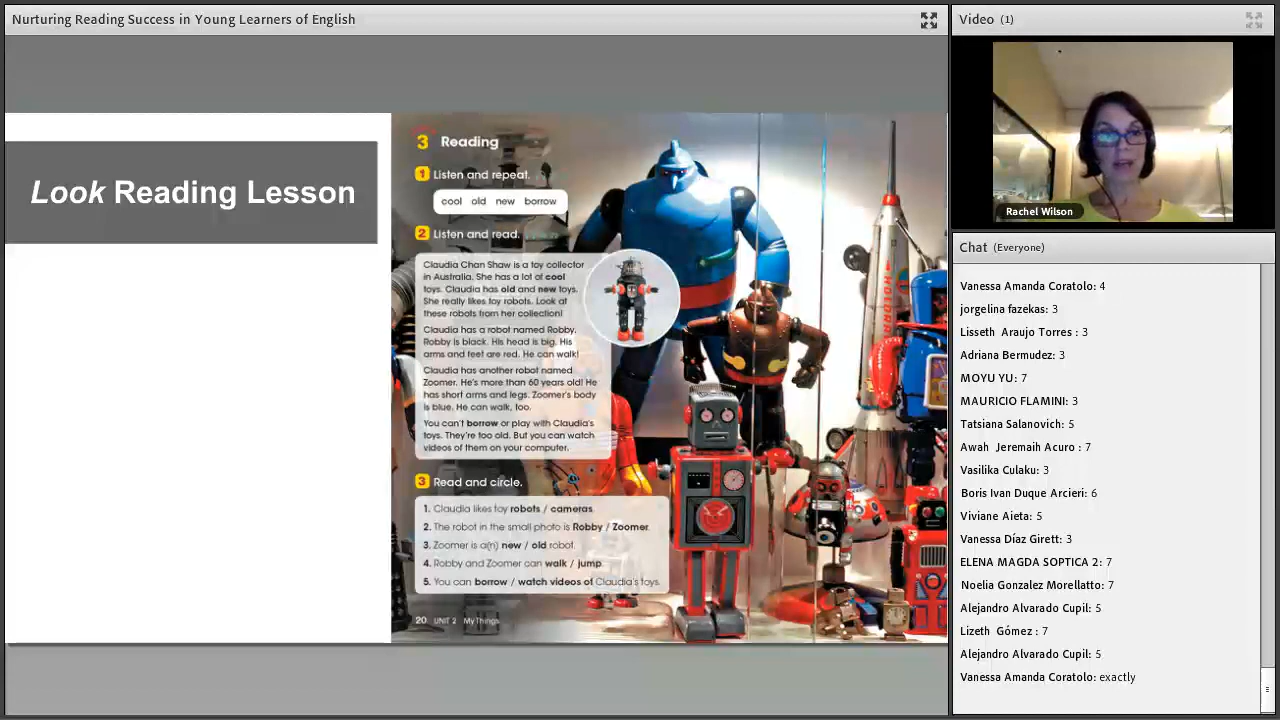 Nurturing Reading Success in Young Learners of English
Look Reading Lesson
3 Reading
1 Listen and repeat.
cool old new borrow
2 Listen and read.
Claudia Chan Shaw is a toy collector
in Australia. She has a lot of cool
toys. Claudia has old and new toys.
She really likes toy robots. Look at
these robots from her collection!
Claudia has a robot named Robby.
Robby is black. His head is big. His
arms and feet are red. He can walk!
Claudia has another robot named
Zoomer. He's more than 60 years old! He
has short arms and legs. Zoomer's body
is blue. He can walk, too.
You can't borrow or play with Claudia's
toys. They're too old. But you can watch
videos of them on your computer.
3 Read and circle.
1. Claudia likes toy robots / cameras.
2. The robot in the small photo is Robby / Zoomer.
3. Zoomer is a(n) new / old robot.
4. Robby and Zoomer can walk / jump.
5. You can borrow / watch videos of Claudia's toys.
20 UNIT 2 My Things
HOLDRA
Video (1)
Rachel Wilson
Chat (Everyone)
Vanessa Amanda Coratolo: 4
jorgelina fazekas: 3
Lisseth Araujo Torres : 3
Adriana Bermudez: 3
MOYU YU: 7
MAURICIO FLAMINI: 3
Tatsiana Salanovich: 5
Awah Jeremaih Acuro : 7
Vasilika Culaku: 3
Boris Ivan Duque Arcieri: 6
Viviane Aieta: 5
Vanessa Díaz Girett: 3
ELENA MAGDA SOPTICA 2: 7
Noelia Gonzalez Morellatto: 7
Alejandro Alvarado Cupil: 5
Lizeth Gómez : 7
Alejandro Alvarado Cupil: 5
Vanessa Amanda Coratolo: exactly